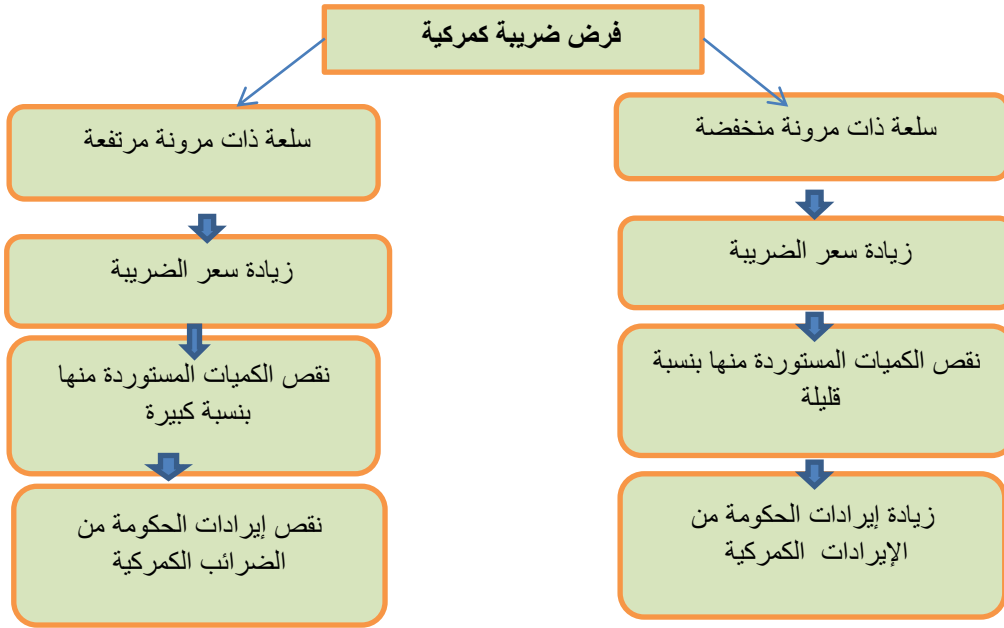 فرض ضريبة كمركية
سلعة ذات مرونة منخفضة
زيادة سعر الضريبة
نقص الكميات المستوردة منها بنسبة
قليلة
زيادة إيرادات الحكومة من
الإيرادات الكمركية
سلعة ذات مرونة مرتفعة
زيادة سعر الضريبة
نقص الكميات المستوردة منها
بنسبة كبيرة
نقص إيرادات الحكومة من
الضرائب الكمركية